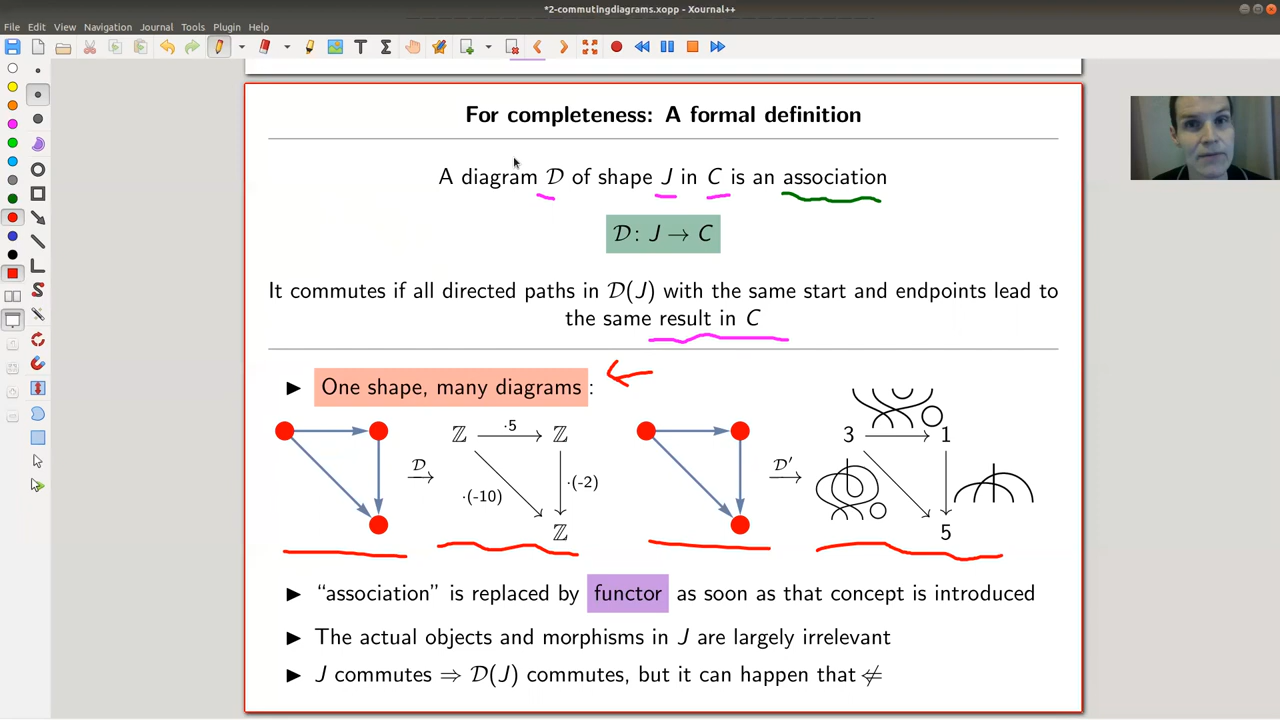 *2-commutingdiagrams.xopp - Xournal++
File Edit View Navigation Journal Tools Plugin Help
For completeness: A formal definition
A diagram 𝒟 of shape J in C is an association
𝒟: J → C
It commutes if all directed paths in 𝒟(J) with the same start and endpoints lead to
the same result in C
▶ One shape, many diagrams :
ℤ ·5 ℤ
𝒟
·(-10) ·(-2)
ℤ
3 1
𝒟′
5
▶ “association” is replaced by functor as soon as that concept is introduced
▶ The actual objects and morphisms in J are largely irrelevant
▶ J commutes ⇒ 𝒟(J) commutes, but it can happen that ⇍